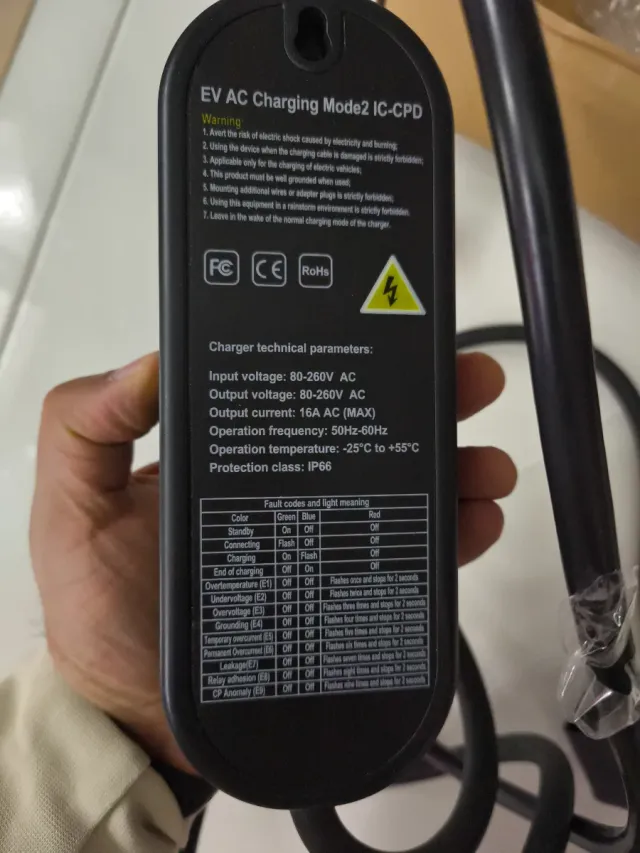 EV AC Charging Mode2 IC-CPD
Warning:
1. Avert the risk of electric shock caused by electricity and burning;
2. Using the device when the charging cable is damaged is strictly forbidden;
3. Applicable only for the charging of electric vehicles;
4. This product must be well grounded when used;
5. Mounting additional wires or adapter plugs is strictly forbidden;
6. Using this equipment in a rainstorm environment is strictly forbidden.
7. Leave in the wake of the normal charging mode of the charger.
FC CE RoHs
Charger technical parameters:
Input voltage: 80-260V AC
Output voltage: 80-260V AC
Output current: 16A AC (MAX)
Operation frequency: 50Hz-60Hz
Operation temperature: -25°C to +55°C
Protection class: IP66
Fault codes and light meaning
Color Green Blue Red
Standby On Off Off
Connecting Flash Off Off
Charging On Flash Off
End of charging Off On Off
Overtemperature (E1) Off Off Flashes once and stops for 2 seconds
Undervoltage (E2) Off Off Flashes twice and stops for 2 seconds
Overvoltage (E3) Off Off Flashes three times and stops for 2 seconds
Grounding (E4) Off Off Flashes four times and stops for 2 seconds
Temporary overcurrent (E5) Off Off Flashes five times and stops for 2 seconds
Permanent Overcurrent (E6) Off Off Flashes six times and stops for 2 seconds
Leakage(E7) Off Off Flashes seven times and stops for 2 seconds
Relay adhesion (E8) Off Off Flashes eight times and stops for 2 seconds
CP Anomaly (E9) Off Off Flashes nine times and stops for 2 seconds